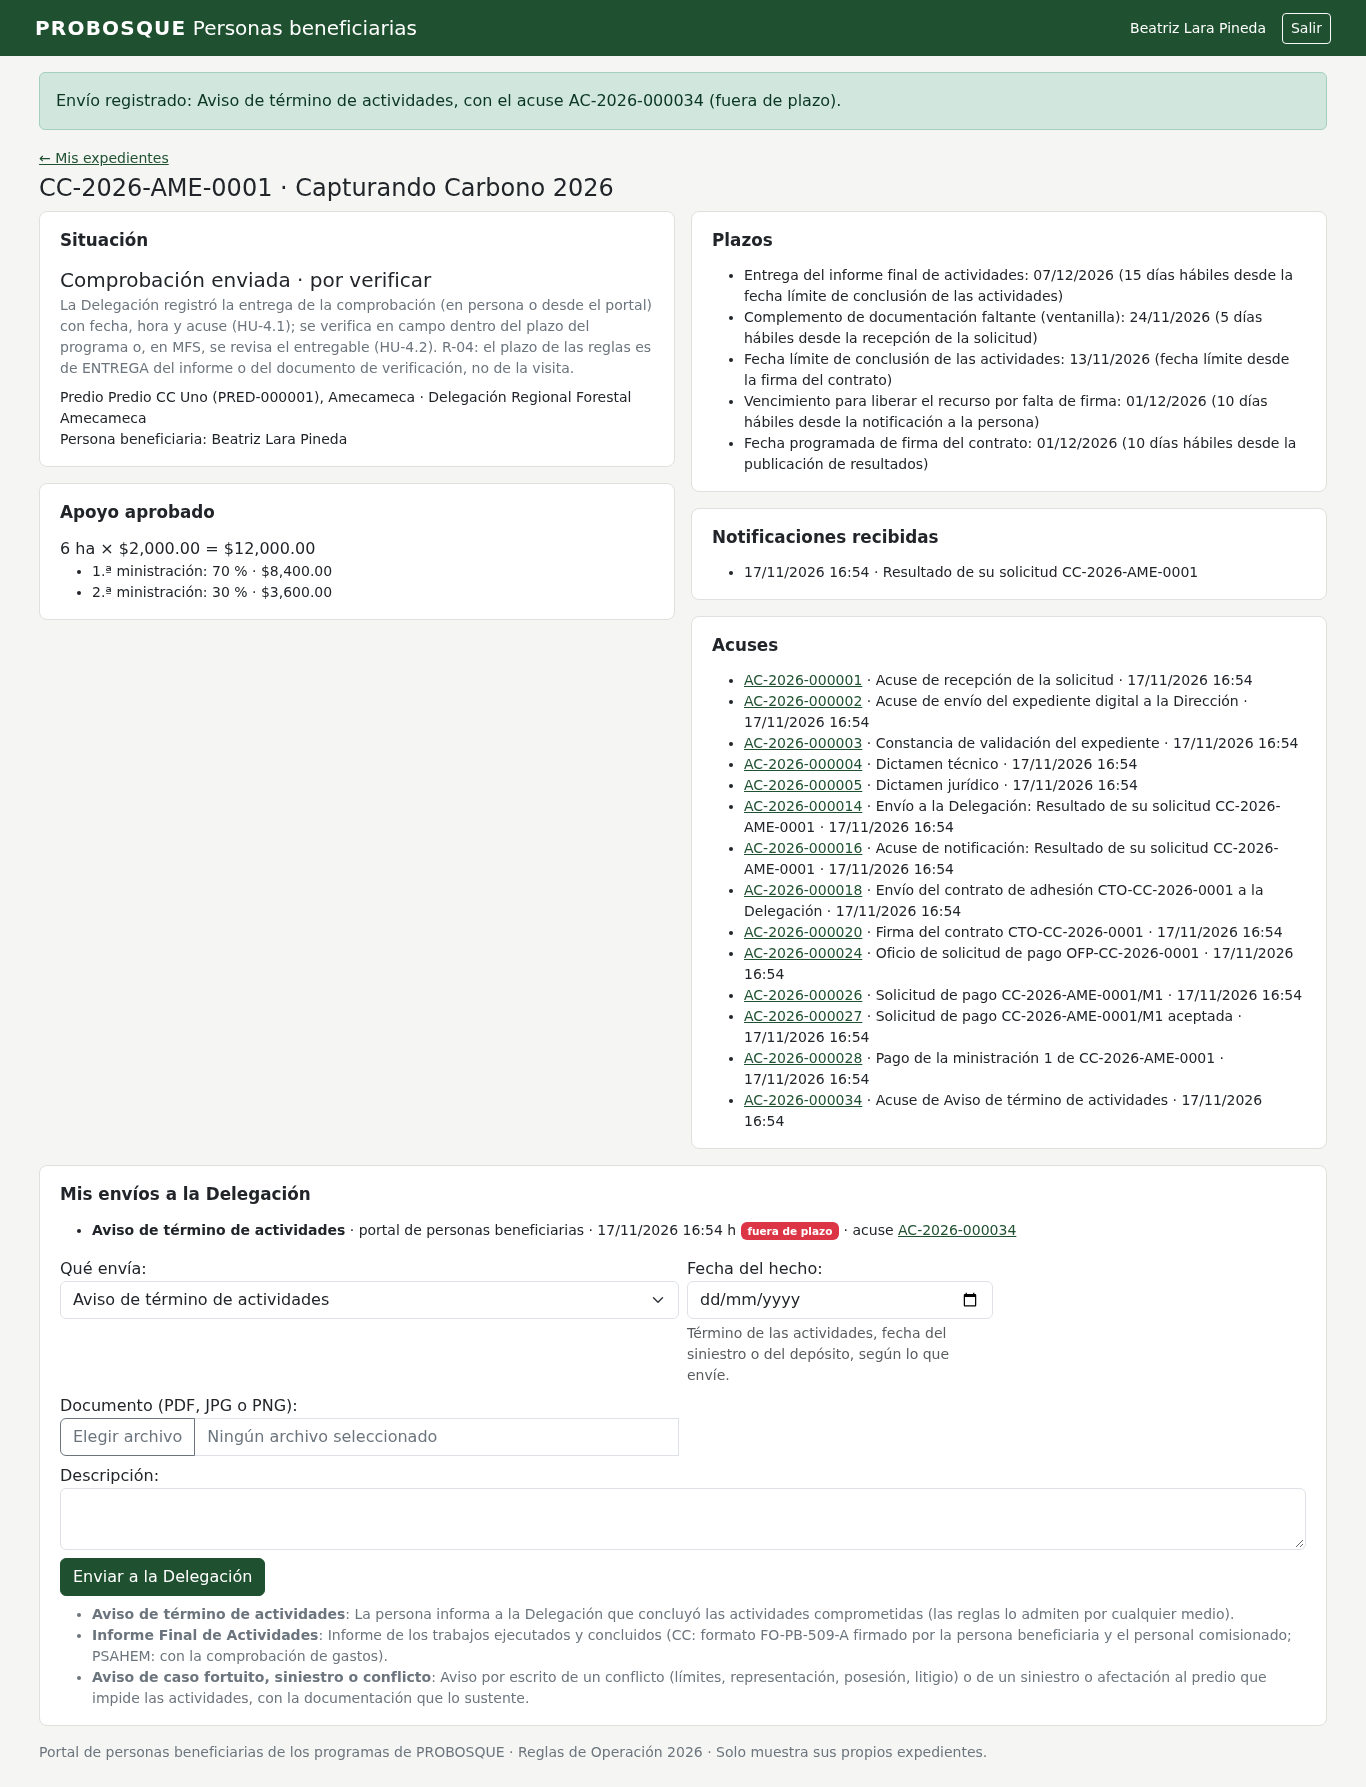 PROBOSQUE Personas beneficiarias
Beatriz Lara Pineda
Salir
Envío registrado: Aviso de término de actividades, con el acuse AC-2026-000034 (fuera de plazo).
← Mis expedientes
CC-2026-AME-0001 · Capturando Carbono 2026
Situación
Comprobación enviada · por verificar
La Delegación registró la entrega de la comprobación (en persona o desde el portal)
con fecha, hora y acuse (HU-4.1); se verifica en campo dentro del plazo del
programa o, en MFS, se revisa el entregable (HU-4.2). R-04: el plazo de las reglas es
de ENTREGA del informe o del documento de verificación, no de la visita.
Predio Predio CC Uno (PRED-000001), Amecameca · Delegación Regional Forestal
Amecameca
Persona beneficiaria: Beatriz Lara Pineda
Apoyo aprobado
6 ha × $2,000.00 = $12,000.00
• 1.ª ministración: 70 % · $8,400.00
• 2.ª ministración: 30 % · $3,600.00
Plazos
• Entrega del informe final de actividades: 07/12/2026 (15 días hábiles desde la
fecha límite de conclusión de las actividades)
• Complemento de documentación faltante (ventanilla): 24/11/2026 (5 días
hábiles desde la recepción de la solicitud)
• Fecha límite de conclusión de las actividades: 13/11/2026 (fecha límite desde
la firma del contrato)
• Vencimiento para liberar el recurso por falta de firma: 01/12/2026 (10 días
hábiles desde la notificación a la persona)
• Fecha programada de firma del contrato: 01/12/2026 (10 días hábiles desde la
publicación de resultados)
Notificaciones recibidas
• 17/11/2026 16:54 · Resultado de su solicitud CC-2026-AME-0001
Acuses
• AC-2026-000001 · Acuse de recepción de la solicitud · 17/11/2026 16:54
• AC-2026-000002 · Acuse de envío del expediente digital a la Dirección ·
17/11/2026 16:54
• AC-2026-000003 · Constancia de validación del expediente · 17/11/2026 16:54
• AC-2026-000004 · Dictamen técnico · 17/11/2026 16:54
• AC-2026-000005 · Dictamen jurídico · 17/11/2026 16:54
• AC-2026-000014 · Envío a la Delegación: Resultado de su solicitud CC-2026-
AME-0001 · 17/11/2026 16:54
• AC-2026-000016 · Acuse de notificación: Resultado de su solicitud CC-2026-
AME-0001 · 17/11/2026 16:54
• AC-2026-000018 · Envío del contrato de adhesión CTO-CC-2026-0001 a la
Delegación · 17/11/2026 16:54
• AC-2026-000020 · Firma del contrato CTO-CC-2026-0001 · 17/11/2026 16:54
• AC-2026-000024 · Oficio de solicitud de pago OFP-CC-2026-0001 · 17/11/2026
16:54
• AC-2026-000026 · Solicitud de pago CC-2026-AME-0001/M1 · 17/11/2026 16:54
• AC-2026-000027 · Solicitud de pago CC-2026-AME-0001/M1 aceptada ·
17/11/2026 16:54
• AC-2026-000028 · Pago de la ministración 1 de CC-2026-AME-0001 ·
17/11/2026 16:54
• AC-2026-000034 · Acuse de Aviso de término de actividades · 17/11/2026
16:54
Mis envíos a la Delegación
• Aviso de término de actividades · portal de personas beneficiarias · 17/11/2026 16:54 h fuera de plazo · acuse AC-2026-000034
Qué envía:
Aviso de término de actividades
Fecha del hecho:
dd/mm/yyyy
Término de las actividades, fecha del
siniestro o del depósito, según lo que
envíe.
Documento (PDF, JPG o PNG):
Elegir archivo Ningún archivo seleccionado
Descripción:
Enviar a la Delegación
• Aviso de término de actividades: La persona informa a la Delegación que concluyó las actividades comprometidas (las reglas lo admiten por cualquier medio).
• Informe Final de Actividades: Informe de los trabajos ejecutados y concluidos (CC: formato FO-PB-509-A firmado por la persona beneficiaria y el personal comisionado;
PSAHEM: con la comprobación de gastos).
• Aviso de caso fortuito, siniestro o conflicto: Aviso por escrito de un conflicto (límites, representación, posesión, litigio) o de un siniestro o afectación al predio que
impide las actividades, con la documentación que lo sustente.
Portal de personas beneficiarias de los programas de PROBOSQUE · Reglas de Operación 2026 · Solo muestra sus propios expedientes.